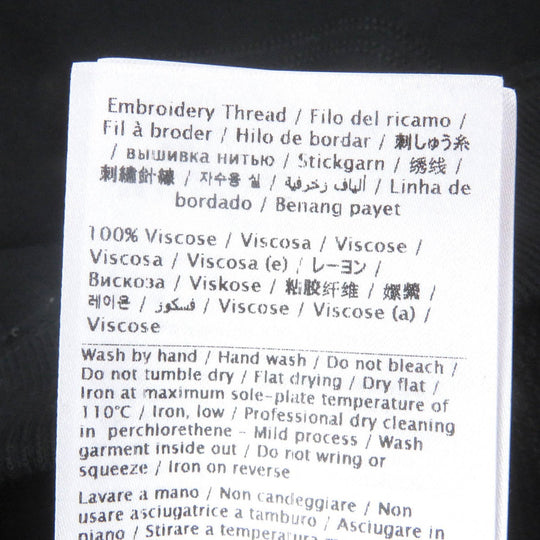 Embroidery Thread / Filo del ricamo /
Fil à broder / Hilo de bordar / 刺しゅう糸
/ вышивка нитью / Stickgarn / 绣线 /
刺繡針線 / 자수용 실 / ألياف زخرفية / Linha de
bordado / Benang payet
100% Viscose / Viscosa / Viscose /
Viscosa / Viscosa (e) / レーヨン /
Вискоза / Viskose / 粘胶纤维 / 嫘縈 /
레이온 / فسكوز / Viscose / Viscose (a) /
Viscose
Wash by hand / Hand wash / Do not bleach /
Do not tumble dry / Flat drying / Dry flat /
Iron at maximum sole-plate temperature of
110°C / Iron, low / Professional dry cleaning
in perchlorethene - Mild process / Wash
garment inside out / Do not wring or
squeeze / Iron on reverse
Lavare a mano / Non candeggiare / Non
usare asciugatrice a tamburo / Asciugare in
piano / Stirare a temperatura